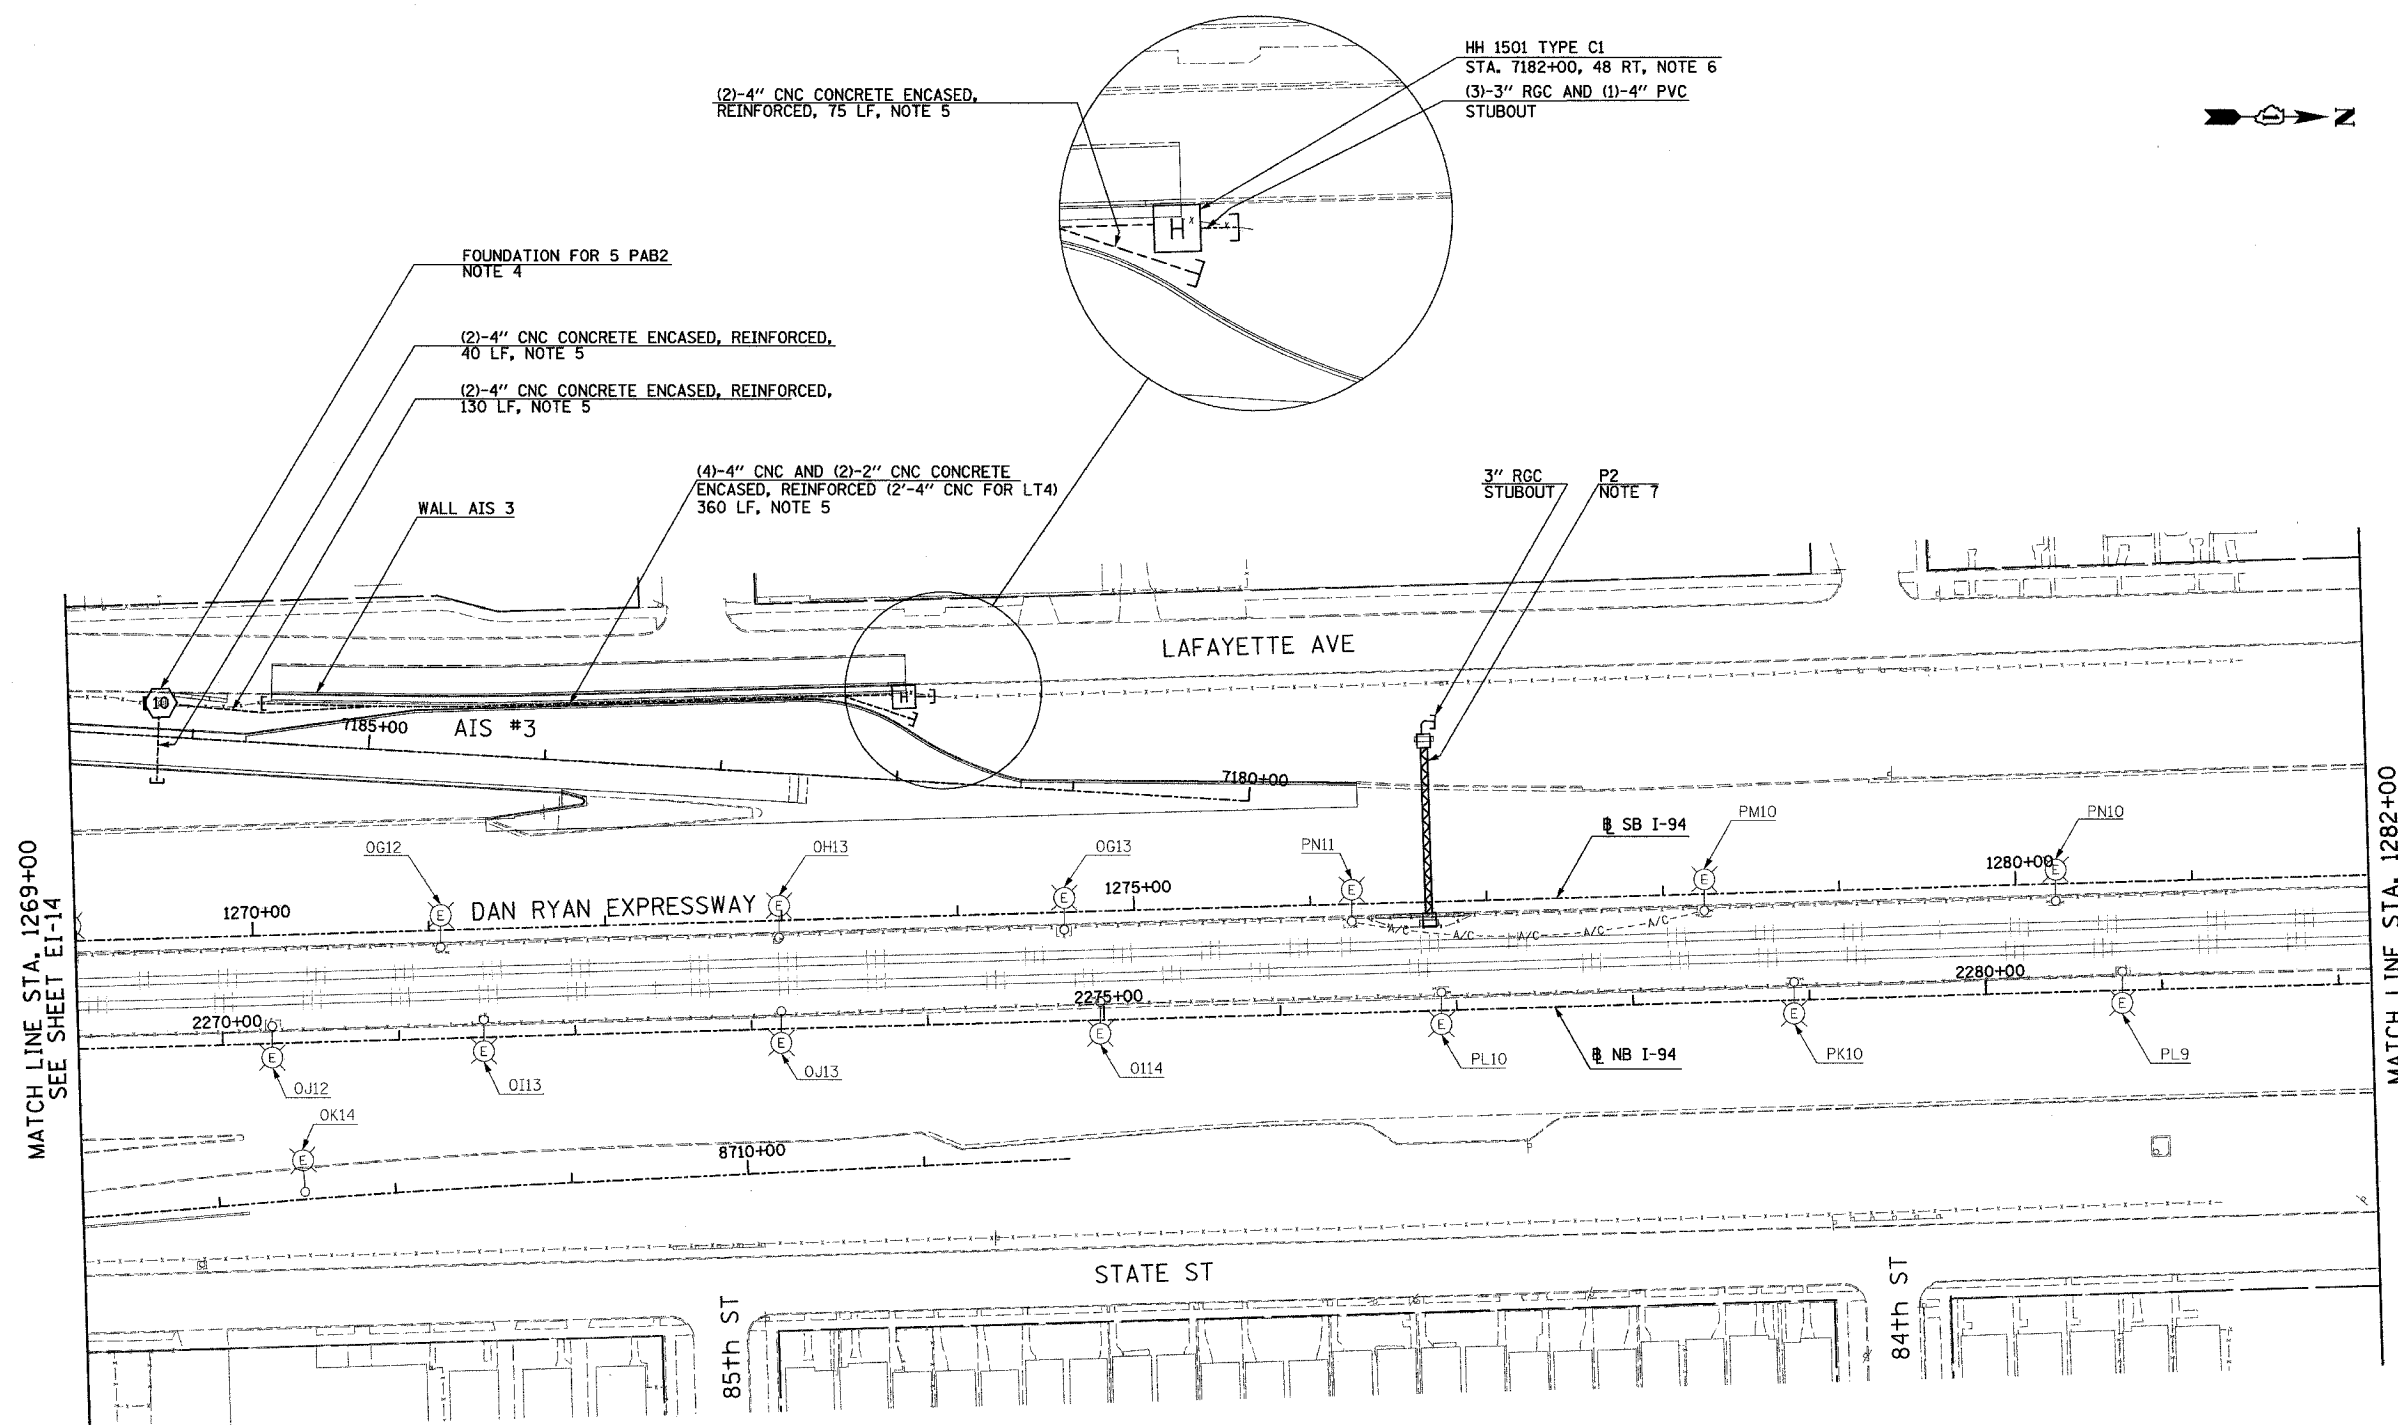 HH 1501 TYPE C1
STA. 7182+00, 48 RT, NOTE 6
(3)-3" RGC AND (1)-4" PVC
STUBOUT
(2)-4" CNC CONCRETE ENCASED,
REINFORCED, 75 LF, NOTE 5
N
H
FOUNDATION FOR 5 PAB2
NOTE 4
(2)-4" CNC CONCRETE ENCASED, REINFORCED,
40 LF, NOTE 5
(2)-4" CNC CONCRETE ENCASED, REINFORCED,
130 LF, NOTE 5
(4)-4" CNC AND (2)-2" CNC CONCRETE
ENCASED, REINFORCED (2'-4" CNC FOR LT4)
360 LF, NOTE 5
WALL AIS 3
3" RGC
STUBOUT
P2
NOTE 7
LAFAYETTE AVE
10
H
7185+00
AIS #3
7180+00
OG12
OH13
OG13
PN11
SB I-94
PM10
PN10
E
E
E
E
E
E
1270+00
DAN RYAN EXPRESSWAY
1275+00
1280+00
A/C
A/C
A/C
A/C
A/C
2270+00
2275+00
2280+00
E
E
E
E
E
E
E
OJ12
OI13
OJ13
OI14
PL10
NB I-94
PK10
PL9
OK14
E
8710+00
STATE ST
85th ST
84th ST
MATCH LINE STA. 1269+00
SEE SHEET EI-14
MATCH LINE STA. 1282+00